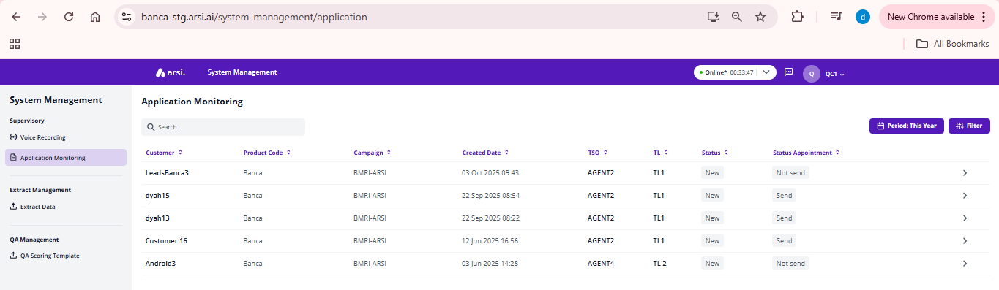 banca-stg.arsi.ai/system-management/application
d
New Chrome available
All Bookmarks
arsi.
System Management
Online* 00:33:47
Q
QC1
System Management
Supervisory
Voice Recording
Application Monitoring
Extract Management
Extract Data
QA Management
QA Scoring Template
Application Monitoring
Search...
Period: This Year
Filter
Customer Product Code Campaign Created Date TSO TL Status Status Appointment
LeadsBanca3 Banca BMRI-ARSI 03 Oct 2025 09:43 AGENT2 TL1 New Not send
dyah15 Banca BMRI-ARSI 22 Sep 2025 08:54 AGENT2 TL1 New Send
dyah13 Banca BMRI-ARSI 22 Sep 2025 08:22 AGENT2 TL1 New Send
Customer 16 Banca BMRI-ARSI 12 Jun 2025 16:56 AGENT2 TL1 New Send
Android3 Banca BMRI-ARSI 03 Jun 2025 14:28 AGENT4 TL 2 New Not send